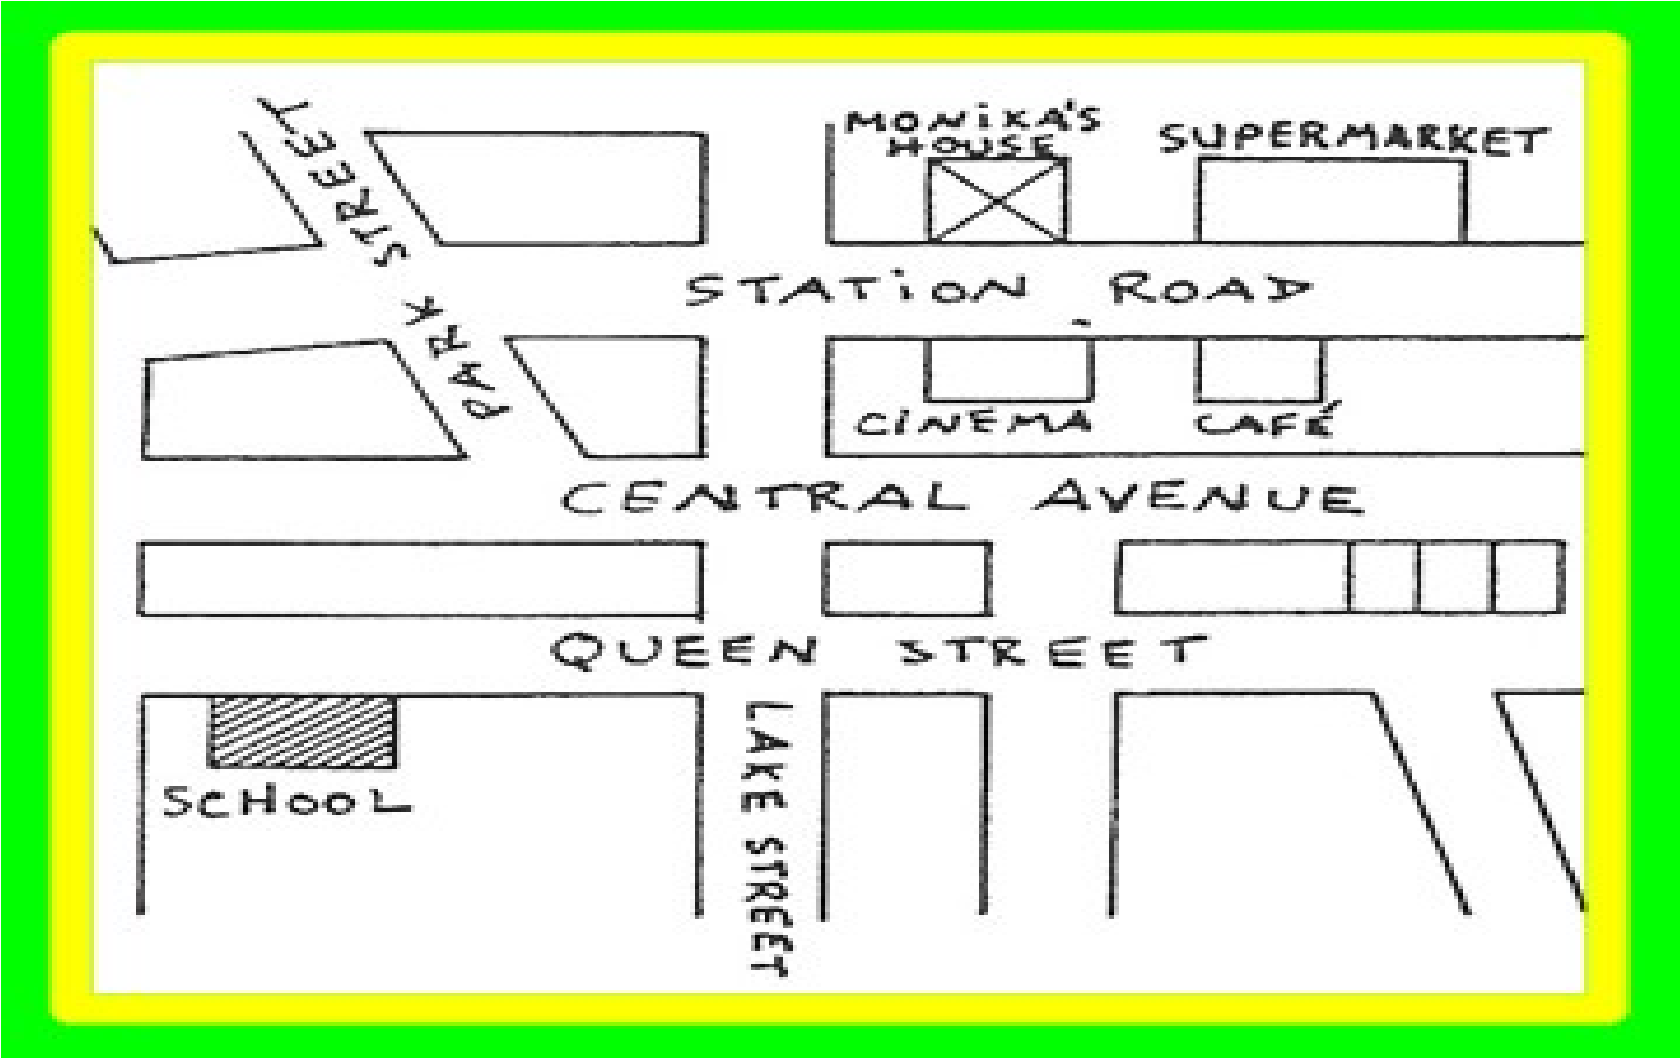 PARK STREET
MONIKA'S
HOUSE
SUPERMARKET
STATION ROAD
CINEMA
CAFÉ
CENTRAL AVENUE
QUEEN STREET
LAKE STREET
SCHOOL